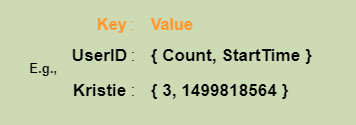 Key : Value
UserID : { Count, StartTime }
E.g.,
Kristie : { 3, 1499818564 }